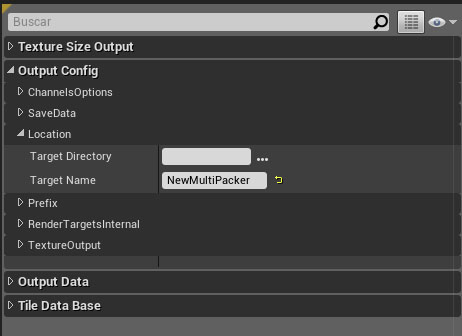 Buscar
Texture Size Output
Output Config
ChannelsOptions
SaveData
Location
Target Directory
...
Target Name NewMultiPacker
Prefix
RenderTargetsInternal
TextureOutput
Output Data
Tile Data Base